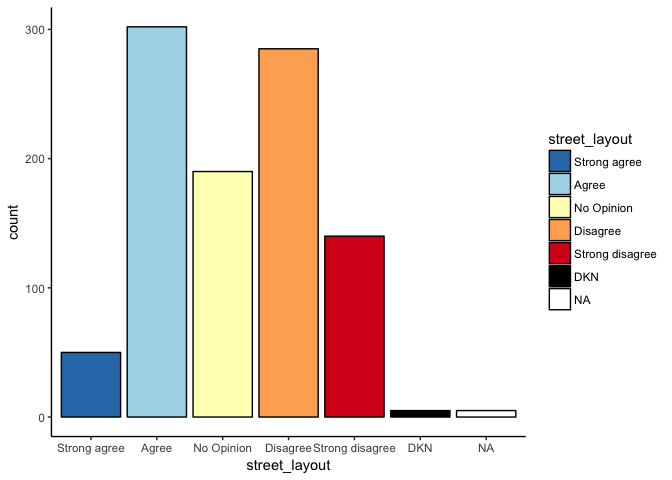 300
200
100
0
count
Strong agree Agree No Opinion Disagree Strong disagree DKN NA
street_layout
street_layout
Strong agree
Agree
No Opinion
Disagree
Strong disagree
DKN
NA